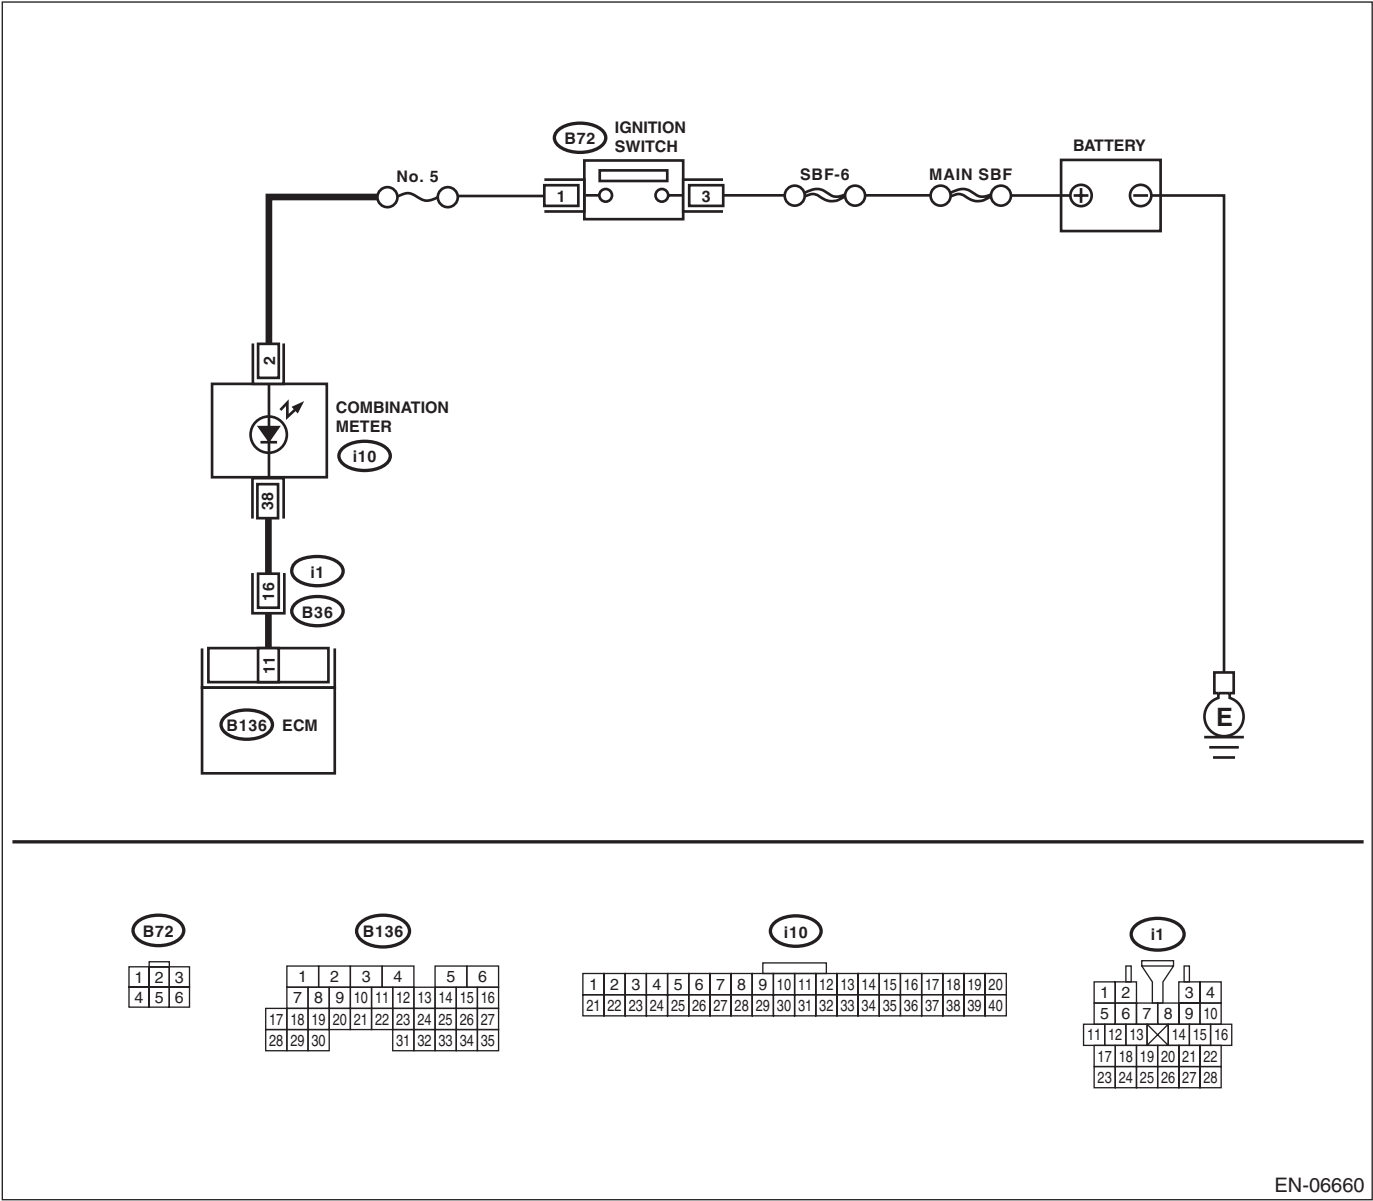 B72 IGNITION
SWITCH
BATTERY
No. 5
SBF-6
MAIN SBF
1
3
+
−
2
COMBINATION
METER
i10
38
16
i1
B36
11
B136 ECM
E
B72
B136
i10
i1
1 2 3
4 5 6
1 2 3 4 5 6
7 8 9 10 11 12 13 14 15 16
17 18 19 20 21 22 23 24 25 26 27
28 29 30 31 32 33 34 35
1 2 3 4 5 6 7 8 9 10 11 12 13 14 15 16 17 18 19 20
21 22 23 24 25 26 27 28 29 30 31 32 33 34 35 36 37 38 39 40
1 2 3 4
5 6 7 8 9 10
11 12 13 14 15 16
17 18 19 20 21 22
23 24 25 26 27 28
EN-06660